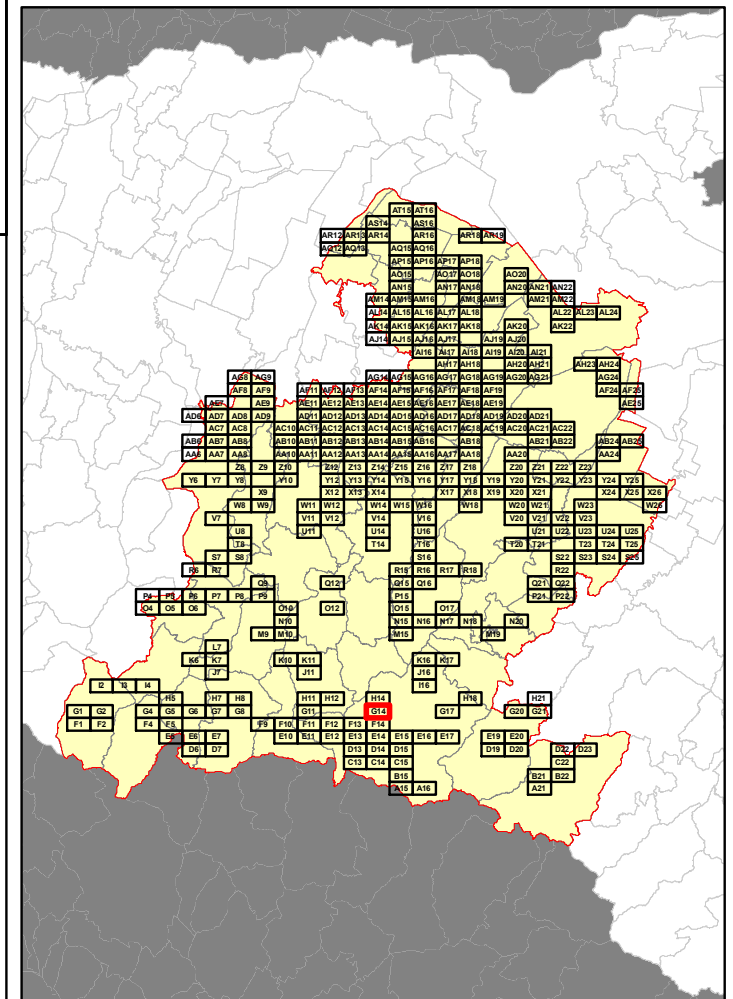 AT15 AT16
AS14 AS16
AR12 AR13 AR14 AR16 AR18 AR19
AQ12 AQ13 AQ15 AQ16
AP15 AP16 AP17 AP18
AO15 AO17 AO18 AO20
AN15 AN17 AN18 AN20 AN21 AN22
AM14 AM15 AM16 AM18 AM19 AM21 AM22
AL14 AL15 AL16 AL17 AL18 AL22 AL23 AL24
AK14 AK15 AK16 AK17 AK18 AK20 AK22
AJ14 AJ15 AJ16 AJ17 AJ19 AJ20
AI16 AI17 AI18 AI19 AI20 AI21
AH17 AH18 AH20 AH21 AH23 AH24
AG8 AG9 AG14 AG15 AG16 AG17 AG18 AG19 AG20 AG21 AG24
AF8 AF9 AF11 AF12 AF13 AF14 AF15 AF16 AF17 AF18 AF19 AF24 AF25
AE7 AE9 AE11 AE12 AE13 AE14 AE15 AE16 AE17 AE18 AE19 AE25
AD6 AD7 AD8 AD9 AD11 AD12 AD13 AD14 AD15 AD16 AD17 AD18 AD19 AD20 AD21
AC7 AC8 AC10 AC11 AC12 AC13 AC14 AC15 AC16 AC17 AC18 AC19 AC20 AC21 AC22
AB6 AB7 AB8 AB10 AB11 AB12 AB13 AB14 AB15 AB16 AB18 AB21 AB22 AB24 AB25
AA6 AA7 AA8 AA10 AA11 AA12 AA13 AA14 AA15 AA16 AA17 AA18 AA20 AA24
Z8 Z9 Z10 Z12 Z13 Z14 Z15 Z16 Z17 Z18 Z20 Z21 Z22 Z23
Y6 Y7 Y8 Y10 Y12 Y13 Y14 Y15 Y16 Y17 Y18 Y19 Y20 Y21 Y22 Y23 Y24 Y25
X9 X12 X13 X14 X17 X18 X19 X20 X21 X24 X25 X26
W8 W9 W11 W12 W14 W15 W16 W18 W20 W21 W23 W26
V7 V11 V12 V14 V16 V20 V21 V22 V23
U8 U11 U14 U16 U21 U22 U23 U24 U25
T8 T14 T16 T20 T21 T23 T24 T25
S7 S8 S16 S22 S23 S24 S25
R6 R7 R15 R16 R17 R18 R22
Q9 Q12 Q15 Q16 Q21 Q22
P4 P5 P6 P7 P8 P9 P15 P21 P22
O4 O5 O6 O10 O12 O15 O17
N10 N15 N16 N17 N18 N20
M9 M10 M15 M19
L7
K6 K7 K10 K11 K16 K17
J7 J11 J16
I2 I3 I4 I16
H5 H7 H8 H11 H12 H14 H18 H21
G1 G2 G4 G5 G6 G7 G8 G11 G14 G17 G20 G21
F1 F2 F4 F5 F9 F10 F11 F12 F13 F14
E5 E6 E7 E10 E11 E12 E13 E14 E15 E16 E17 E19 E20
D6 D7 D13 D14 D15 D19 D20 D22 D23
C13 C14 C15 C22
B15 B21 B22
A15 A16 A21